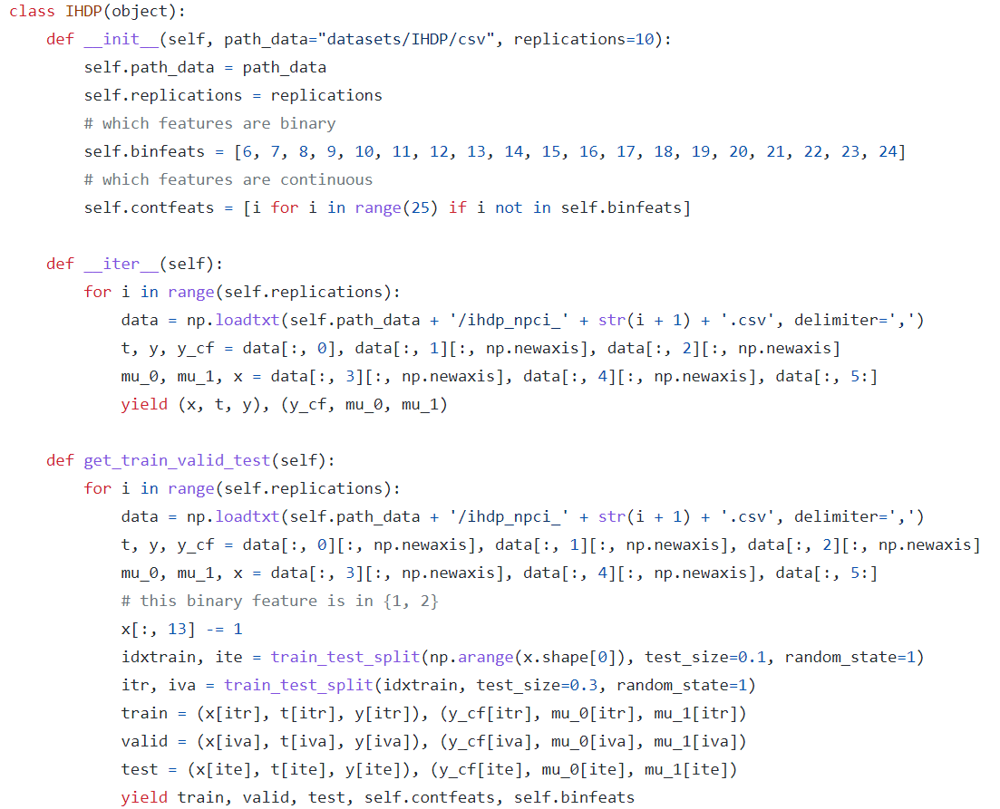 class IHDP(object):
    def __init__(self, path_data="datasets/IHDP/csv", replications=10):
        self.path_data = path_data
        self.replications = replications
        # which features are binary
        self.binfeats = [6, 7, 8, 9, 10, 11, 12, 13, 14, 15, 16, 17, 18, 19, 20, 21, 22, 23, 24]
        # which features are continuous
        self.contfeats = [i for i in range(25) if i not in self.binfeats]

    def __iter__(self):
        for i in range(self.replications):
            data = np.loadtxt(self.path_data + '/ihdp_npci_' + str(i + 1) + '.csv', delimiter=',')
            t, y, y_cf = data[:, 0], data[:, 1][:, np.newaxis], data[:, 2][:, np.newaxis]
            mu_0, mu_1, x = data[:, 3][:, np.newaxis], data[:, 4][:, np.newaxis], data[:, 5:]
            yield (x, t, y), (y_cf, mu_0, mu_1)

    def get_train_valid_test(self):
        for i in range(self.replications):
            data = np.loadtxt(self.path_data + '/ihdp_npci_' + str(i + 1) + '.csv', delimiter=',')
            t, y, y_cf = data[:, 0][:, np.newaxis], data[:, 1][:, np.newaxis], data[:, 2][:, np.newaxis]
            mu_0, mu_1, x = data[:, 3][:, np.newaxis], data[:, 4][:, np.newaxis], data[:, 5:]
            # this binary feature is in {1, 2}
            x[:, 13] -= 1
            idxtrain, ite = train_test_split(np.arange(x.shape[0]), test_size=0.1, random_state=1)
            itr, iva = train_test_split(idxtrain, test_size=0.3, random_state=1)
            train = (x[itr], t[itr], y[itr]), (y_cf[itr], mu_0[itr], mu_1[itr])
            valid = (x[iva], t[iva], y[iva]), (y_cf[iva], mu_0[iva], mu_1[iva])
            test = (x[ite], t[ite], y[ite]), (y_cf[ite], mu_0[ite], mu_1[ite])
            yield train, valid, test, self.contfeats, self.binfeats